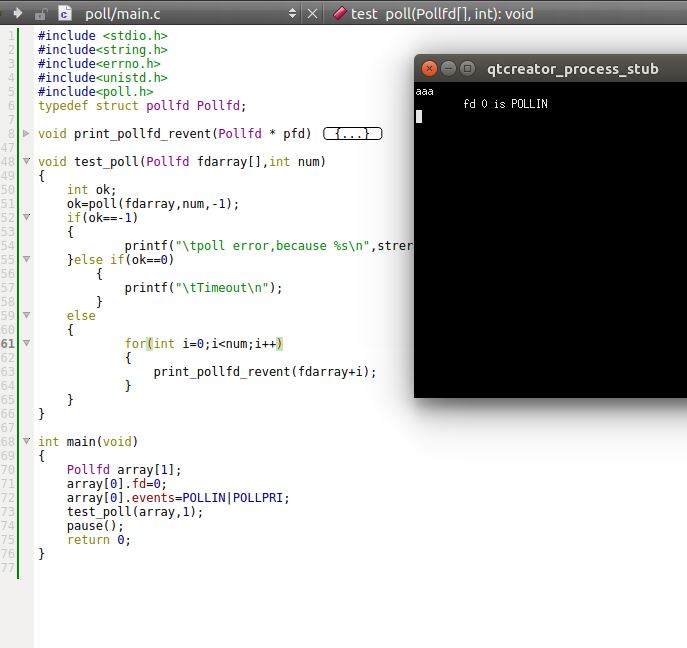 poll/main.c
test_poll(Pollfd[], int): void
1 #include <stdio.h>
2 #include<string.h>
3 #include<errno.h>
4 #include<unistd.h>
5 #include<poll.h>
6 typedef struct pollfd Pollfd;
7
8 void print_pollfd_revent(Pollfd * pfd) {...}
47
48 void test_poll(Pollfd fdarray[],int num)
49 {
50 int ok;
51 ok=poll(fdarray,num,-1);
52 if(ok==-1)
53 {
54 printf("\tpoll error,because %s\n",strer
55 }else if(ok==0)
56 {
57 printf("\tTimeout\n");
58 }
59 else
60 {
61 for(int i=0;i<num;i++)
62 {
63 print_pollfd_revent(fdarray+i);
64 }
65 }
66 }
67
68 int main(void)
69 {
70 Pollfd array[1];
71 array[0].fd=0;
72 array[0].events=POLLIN|POLLPRI;
73 test_poll(array,1);
74 pause();
75 return 0;
76 }
77
qtcreator_process_stub
aaa
fd 0 is POLLIN